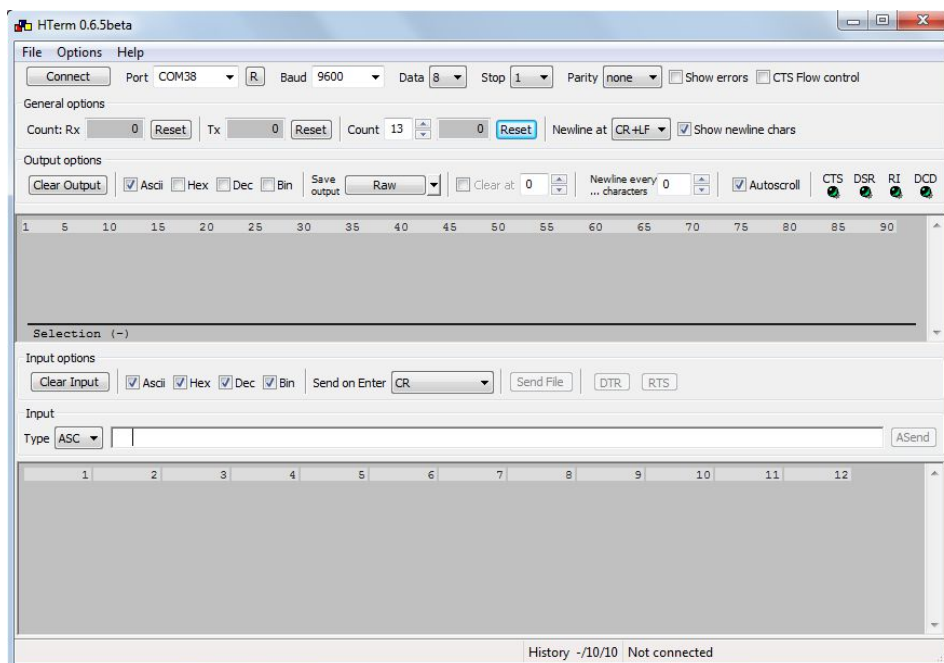 HTerm 0.6.5beta
File Options Help
Connect Port COM38 R Baud 9600 Data 8 Stop 1 Parity none Show errors CTS Flow control
General options
Count: Rx 0 Reset Tx 0 Reset Count 13 0 Reset Newline at CR+LF Show newline chars
Output options
Clear Output Ascii Hex Dec Bin Save output Raw Clear at 0 Newline every ... characters 0 Autoscroll CTS DSR RI DCD
1 5 10 15 20 25 30 35 40 45 50 55 60 65 70 75 80 85 90
Selection (-)
Input options
Clear Input Ascii Hex Dec Bin Send on Enter CR Send File DTR RTS
Input
Type ASC ASend
1 2 3 4 5 6 7 8 9 10 11 12
History -/10/10 Not connected